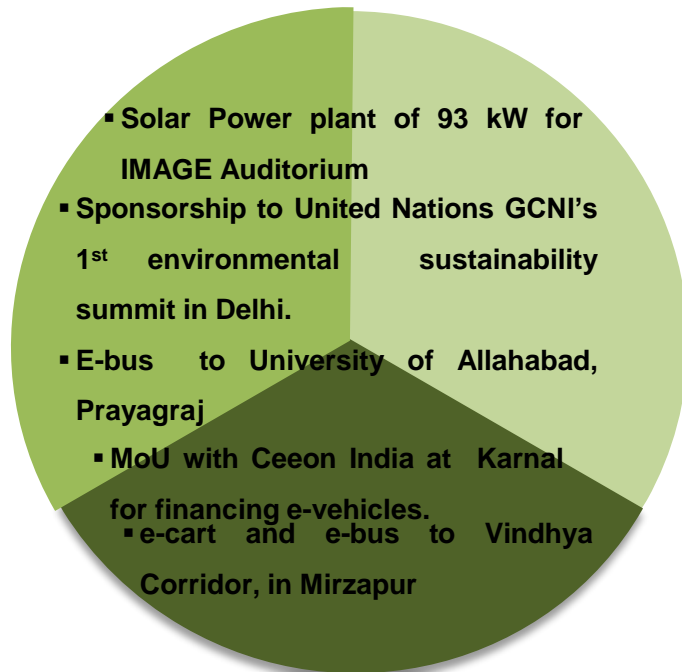 ▪ Solar Power plant of 93 kW for
IMAGE Auditorium
▪ Sponsorship to United Nations GCNI's
1st environmental sustainability
summit in Delhi.
▪ E-bus to University of Allahabad,
Prayagraj
▪ MoU with Ceeon India at Karnal
for financing e-vehicles.
▪ e-cart and e-bus to Vindhya
Corridor, in Mirzapur